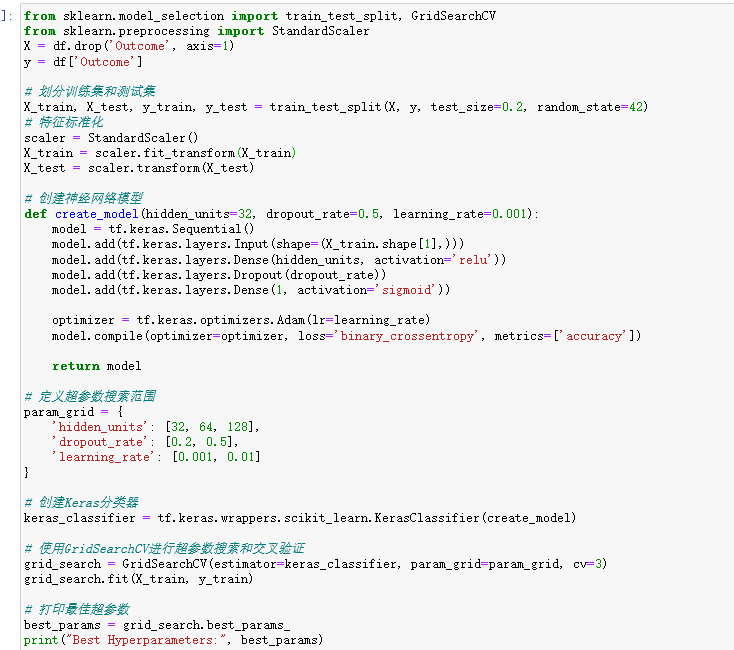 ]:
from sklearn.model_selection import train_test_split, GridSearchCV
from sklearn.preprocessing import StandardScaler
X = df.drop('Outcome', axis=1)
y = df['Outcome']
# 划分训练集和测试集
X_train, X_test, y_train, y_test = train_test_split(X, y, test_size=0.2, random_state=42)
# 特征标准化
scaler = StandardScaler()
X_train = scaler.fit_transform(X_train)
X_test = scaler.transform(X_test)
# 创建神经网络模型
def create_model(hidden_units=32, dropout_rate=0.5, learning_rate=0.001):
    model = tf.keras.Sequential()
    model.add(tf.keras.layers.Input(shape=(X_train.shape[1],)))
    model.add(tf.keras.layers.Dense(hidden_units, activation='relu'))
    model.add(tf.keras.layers.Dropout(dropout_rate))
    model.add(tf.keras.layers.Dense(1, activation='sigmoid'))
    optimizer = tf.keras.optimizers.Adam(lr=learning_rate)
    model.compile(optimizer=optimizer, loss='binary_crossentropy', metrics=['accuracy'])
    return model
# 定义超参数搜索范围
param_grid = {
    'hidden_units': [32, 64, 128],
    'dropout_rate': [0.2, 0.5],
    'learning_rate': [0.001, 0.01]
}
# 创建Keras分类器
keras_classifier = tf.keras.wrappers.scikit_learn.KerasClassifier(create_model)
# 使用GridSearchCV进行超参数搜索和交叉验证
grid_search = GridSearchCV(estimator=keras_classifier, param_grid=param_grid, cv=3)
grid_search.fit(X_train, y_train)
# 打印最佳超参数
best_params = grid_search.best_params_
print("Best Hyperparameters:", best_params)